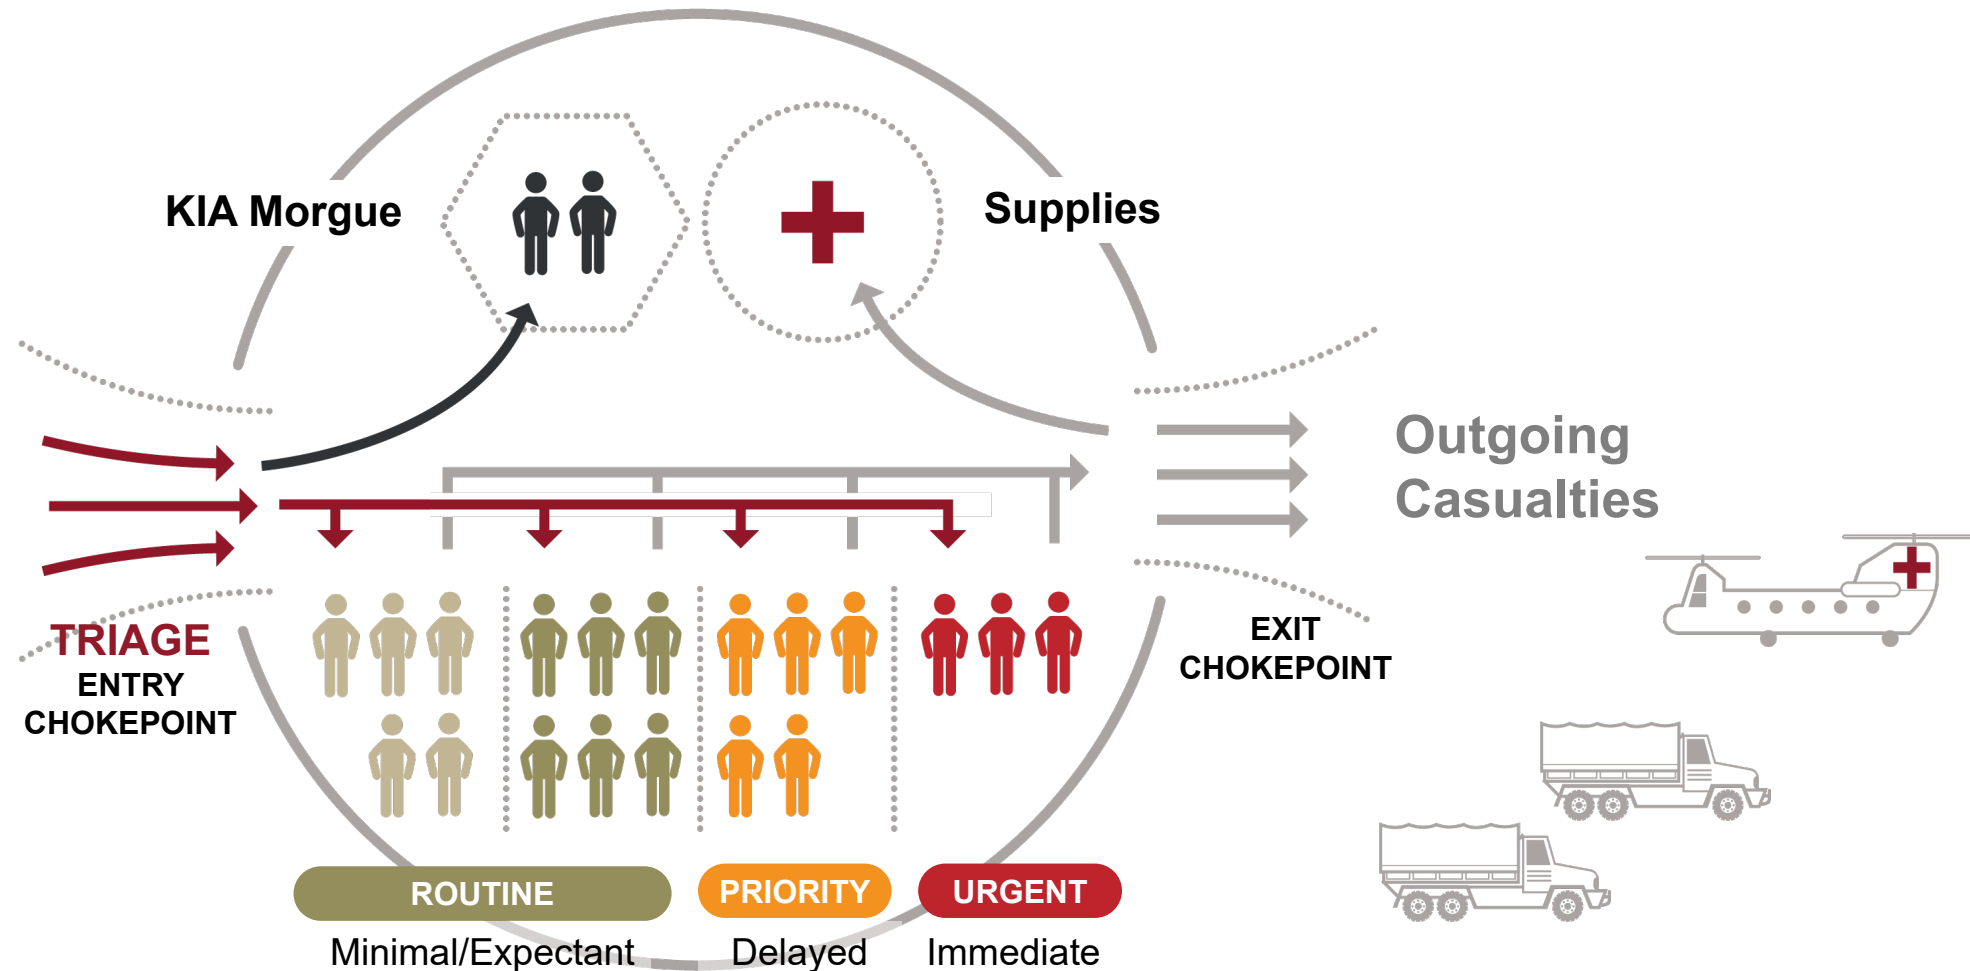 KIA Morgue
Supplies
Outgoing
Casualties
TRIAGE
ENTRY
CHOKEPOINT
EXIT
CHOKEPOINT
ROUTINE
PRIORITY
URGENT
Minimal/Expectant
Delayed
Immediate